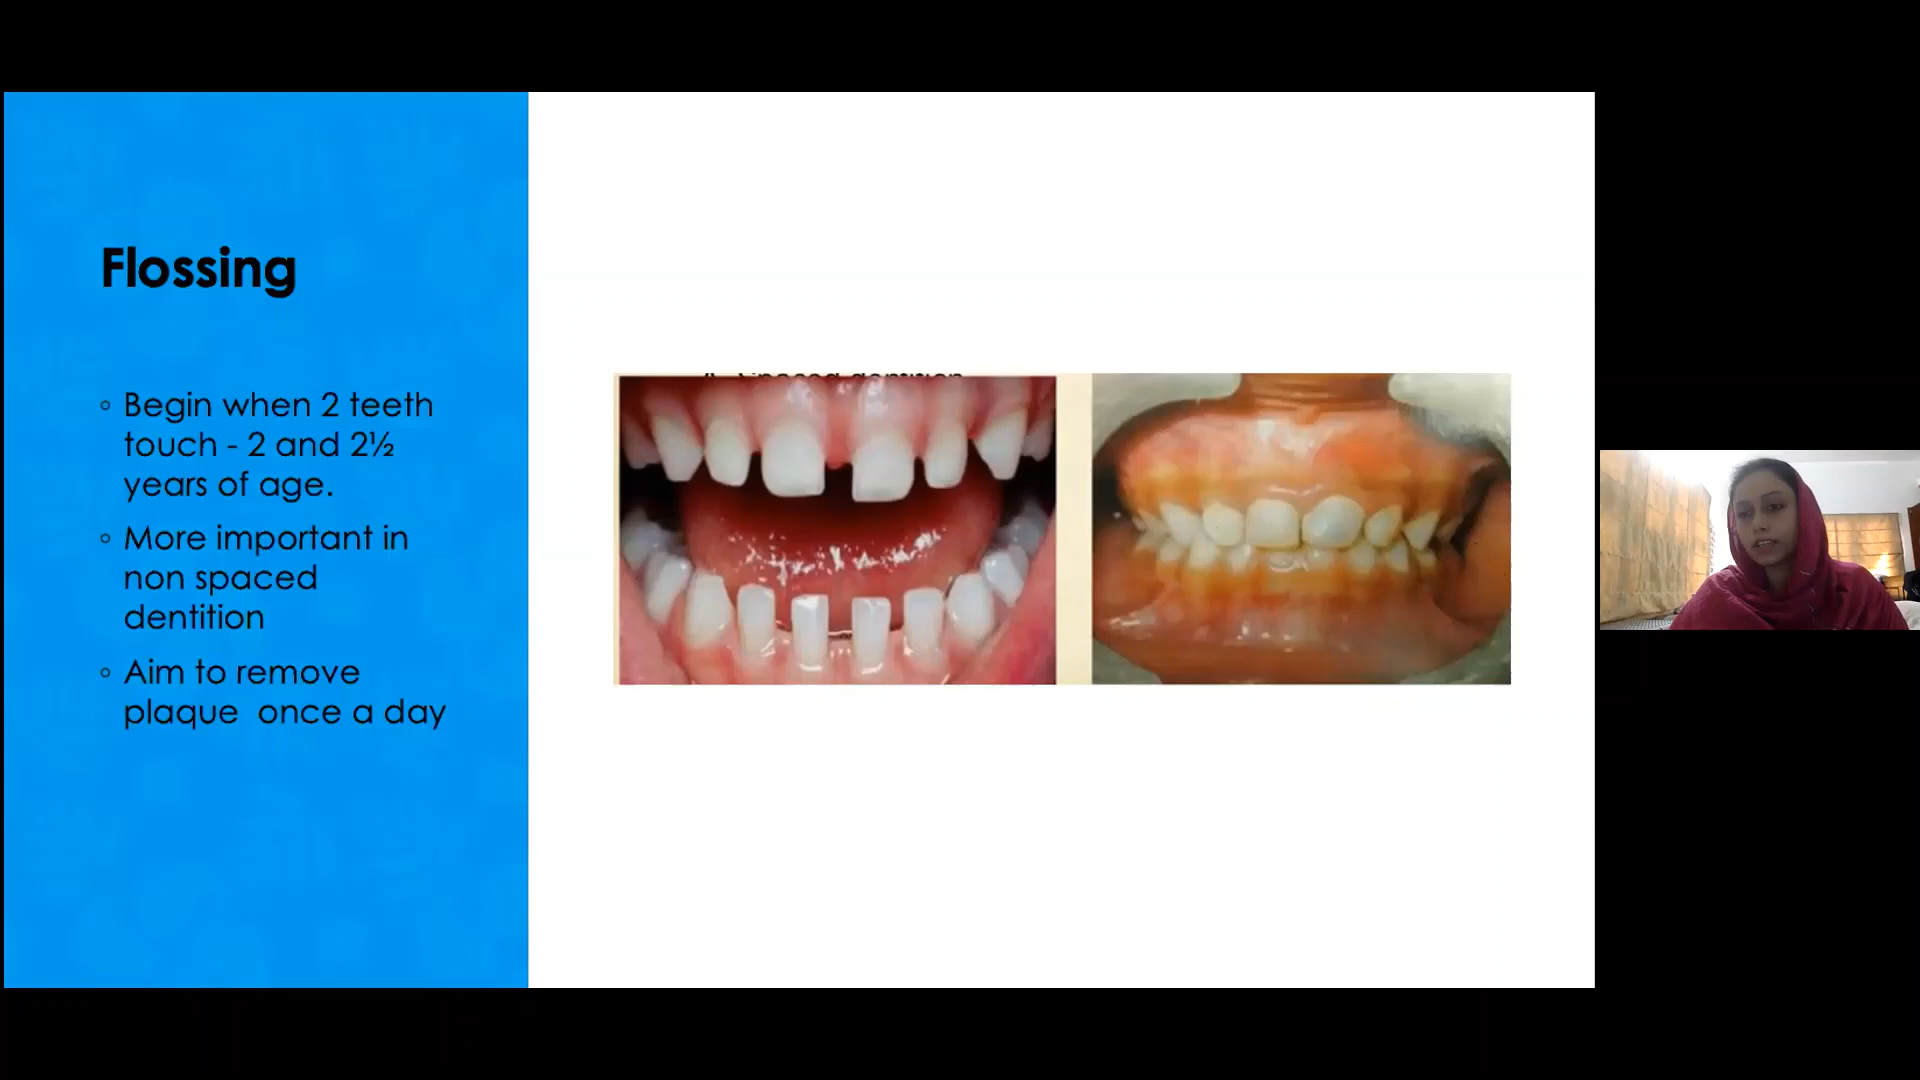 Flossing
◦ Begin when 2 teeth
touch - 2 and 2½
years of age.
◦ More important in
non spaced
dentition
◦ Aim to remove
plaque  once a day